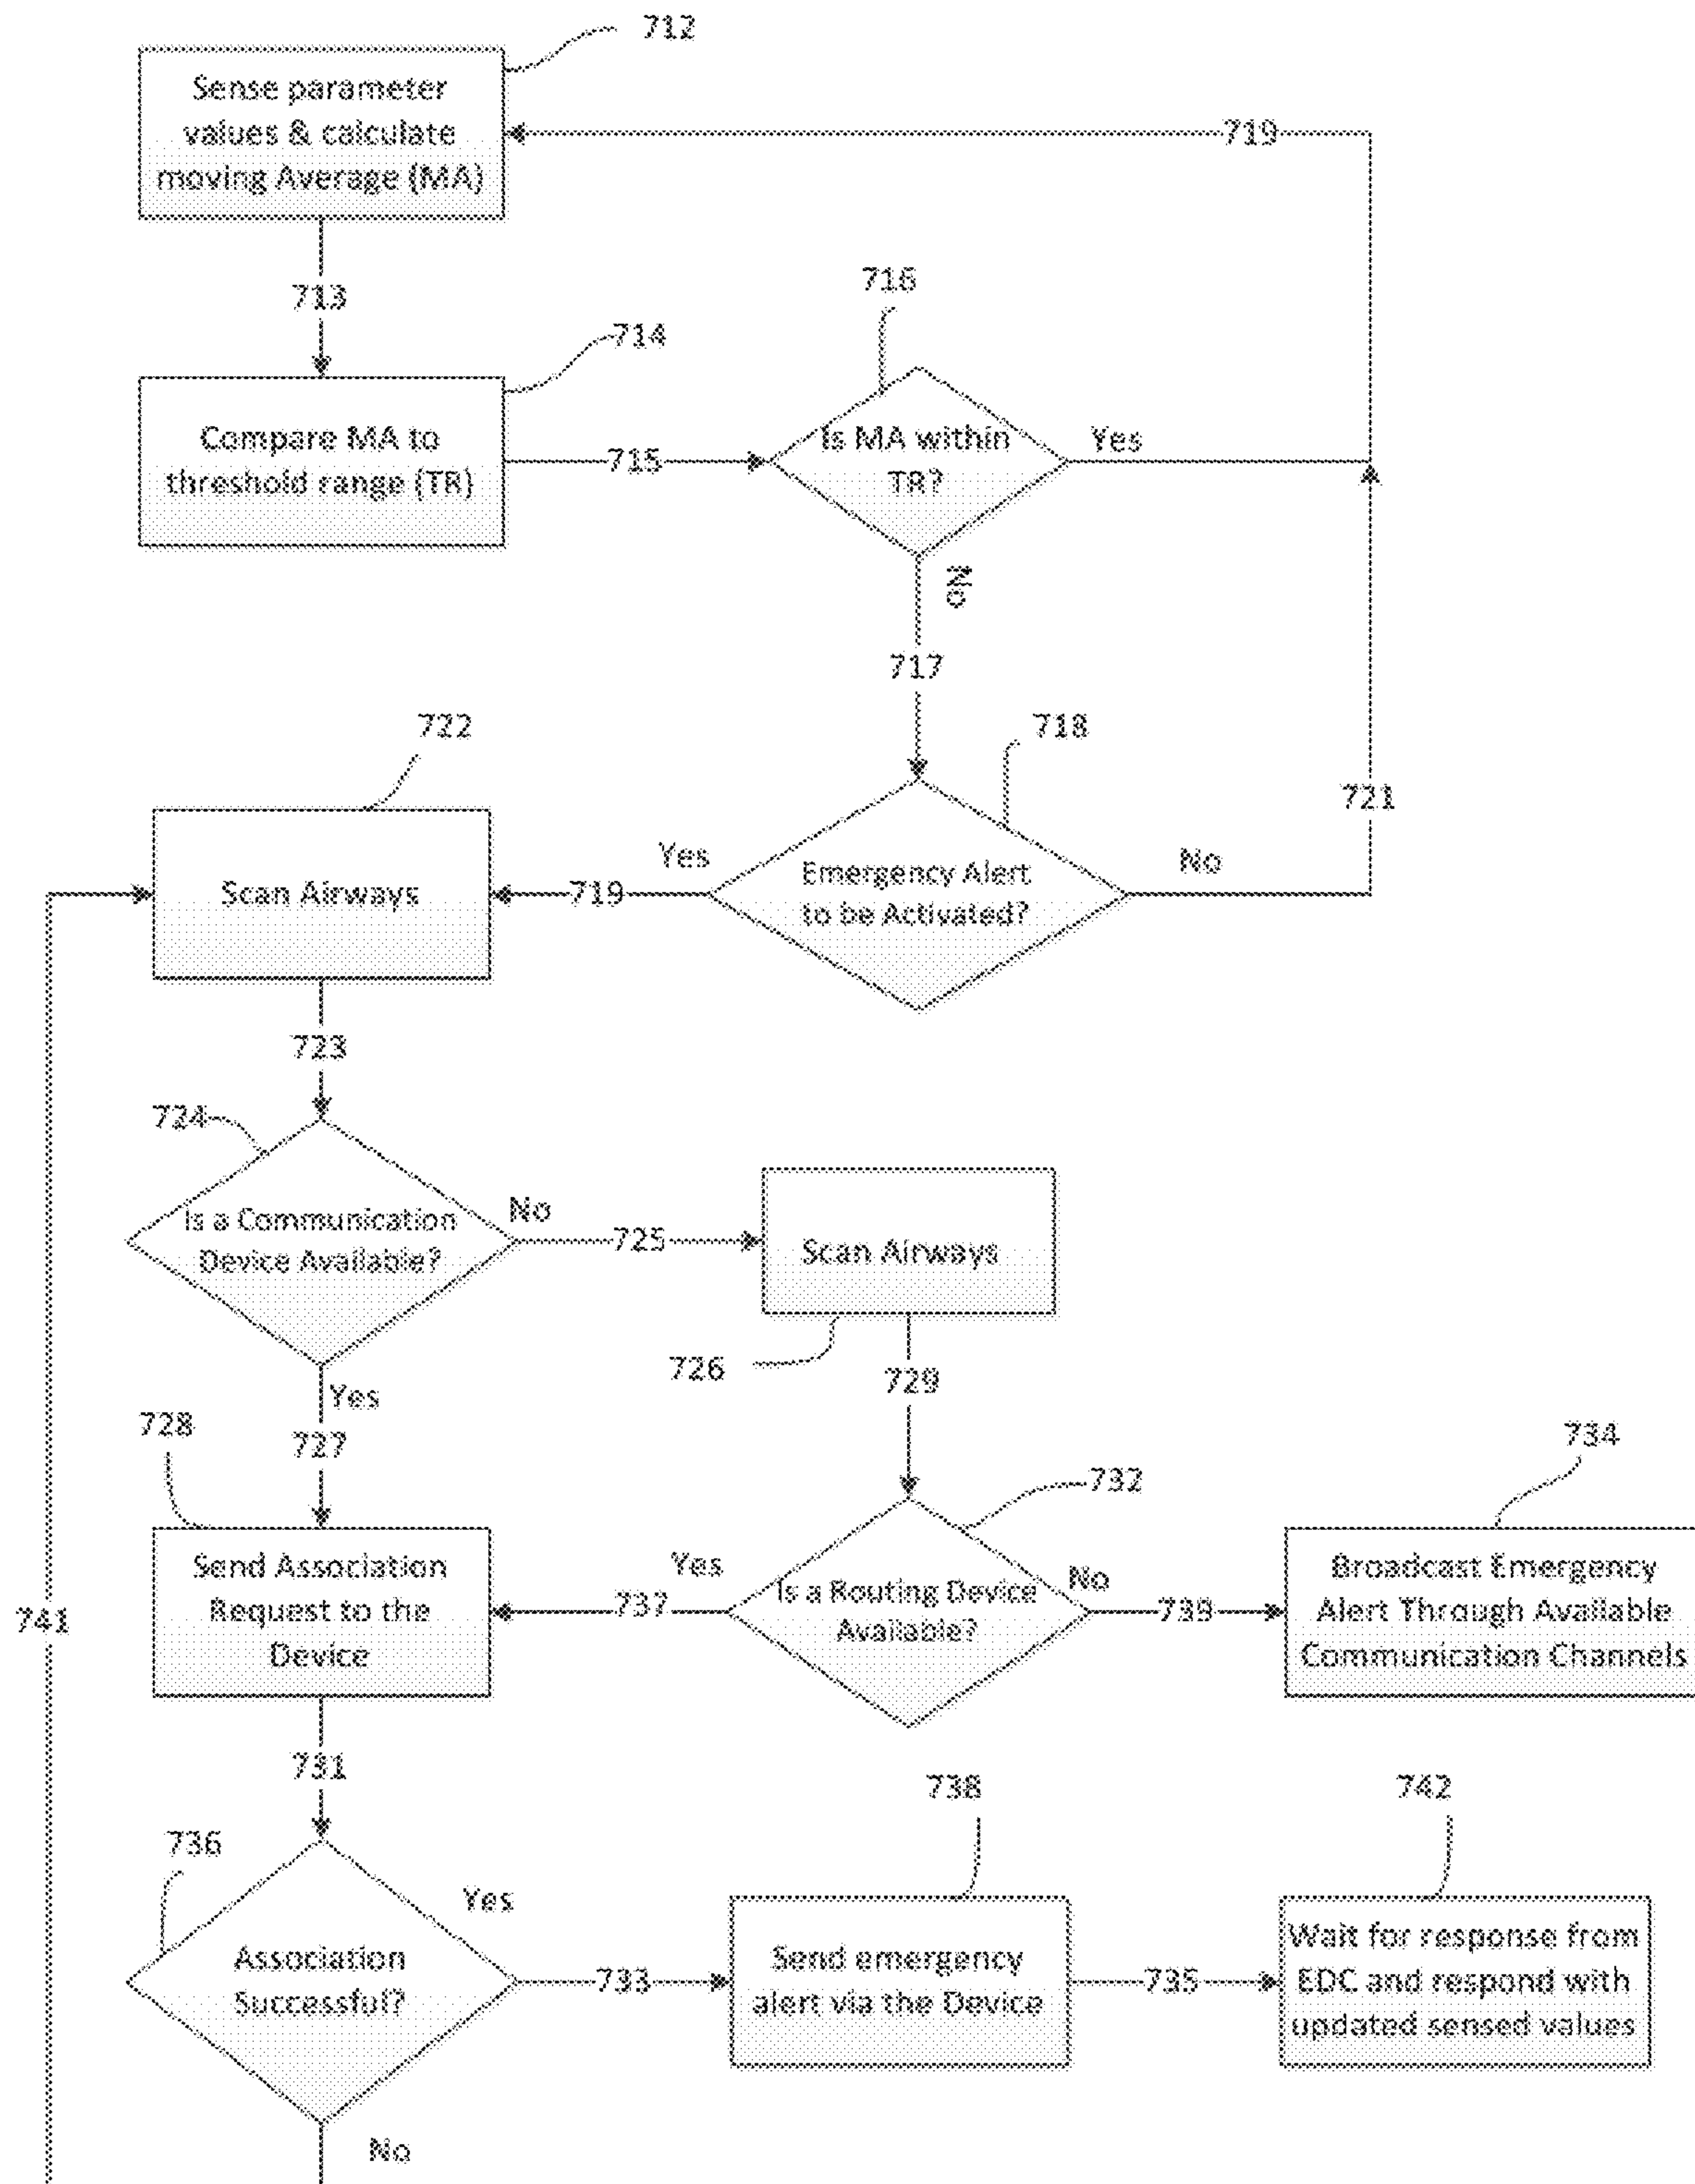 712
Sense parameter
values & calculate
moving Average (MA)
719
713
716
714
Compare MA to
threshold range (TR)
715
Is MA within
TR?
Yes
No
717
722
718
721
Scan Airways
Yes
719
Emergency Alert
to be Activated?
No
723
724
Is a Communication
Device Available?
No
725
Scan Airways
726
729
Yes
728
727
734
732
Send Association
Request to the
Device
Yes
737
Is a Routing Device
Available?
No
739
Broadcast Emergency
Alert Through Available
Communication Channels
741
731
738
742
736
Yes
Association
Successful?
733
Send emergency
alert via the Device
735
Wait for response from
EDC and respond with
updated sensed values
No